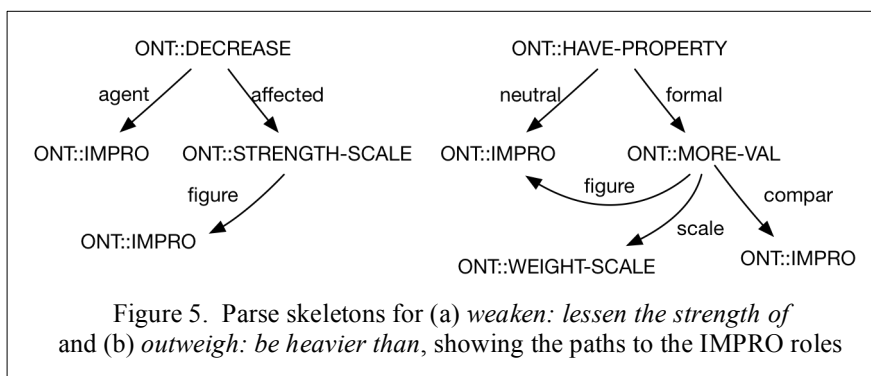 ONT::DECREASE ONT::HAVE-PROPERTY
agent affected neutral formal
ONT::IMPRO ONT::STRENGTH-SCALE ONT::IMPRO ONT::MORE-VAL
figure figure compar
scale
ONT::IMPRO ONT::WEIGHT-SCALE ONT::IMPRO
Figure 5. Parse skeletons for (a) weaken: lessen the strength of
and (b) outweigh: be heavier than, showing the paths to the IMPRO roles